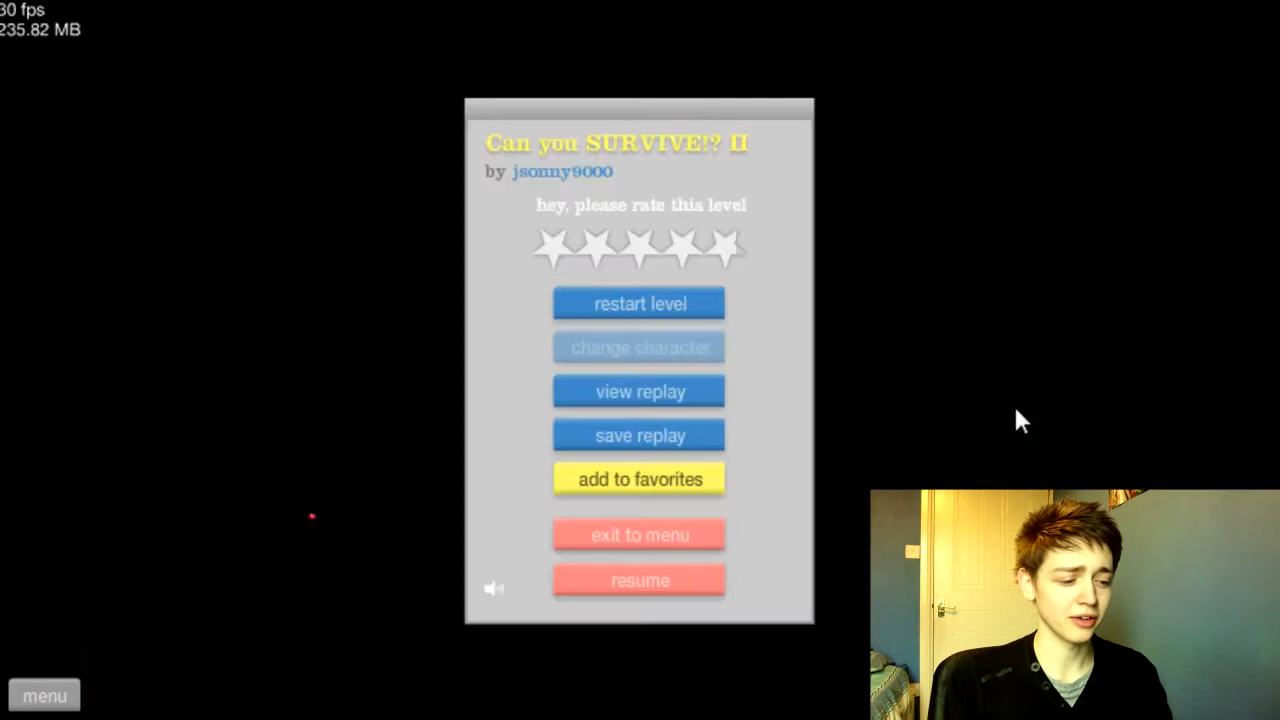 30 fps
235.82 MB
Can you SURVIVE!? II
by jsonny9000
hey, please rate this level
restart level
change character
view replay
save replay
add to favorites
exit to menu
resume
menu